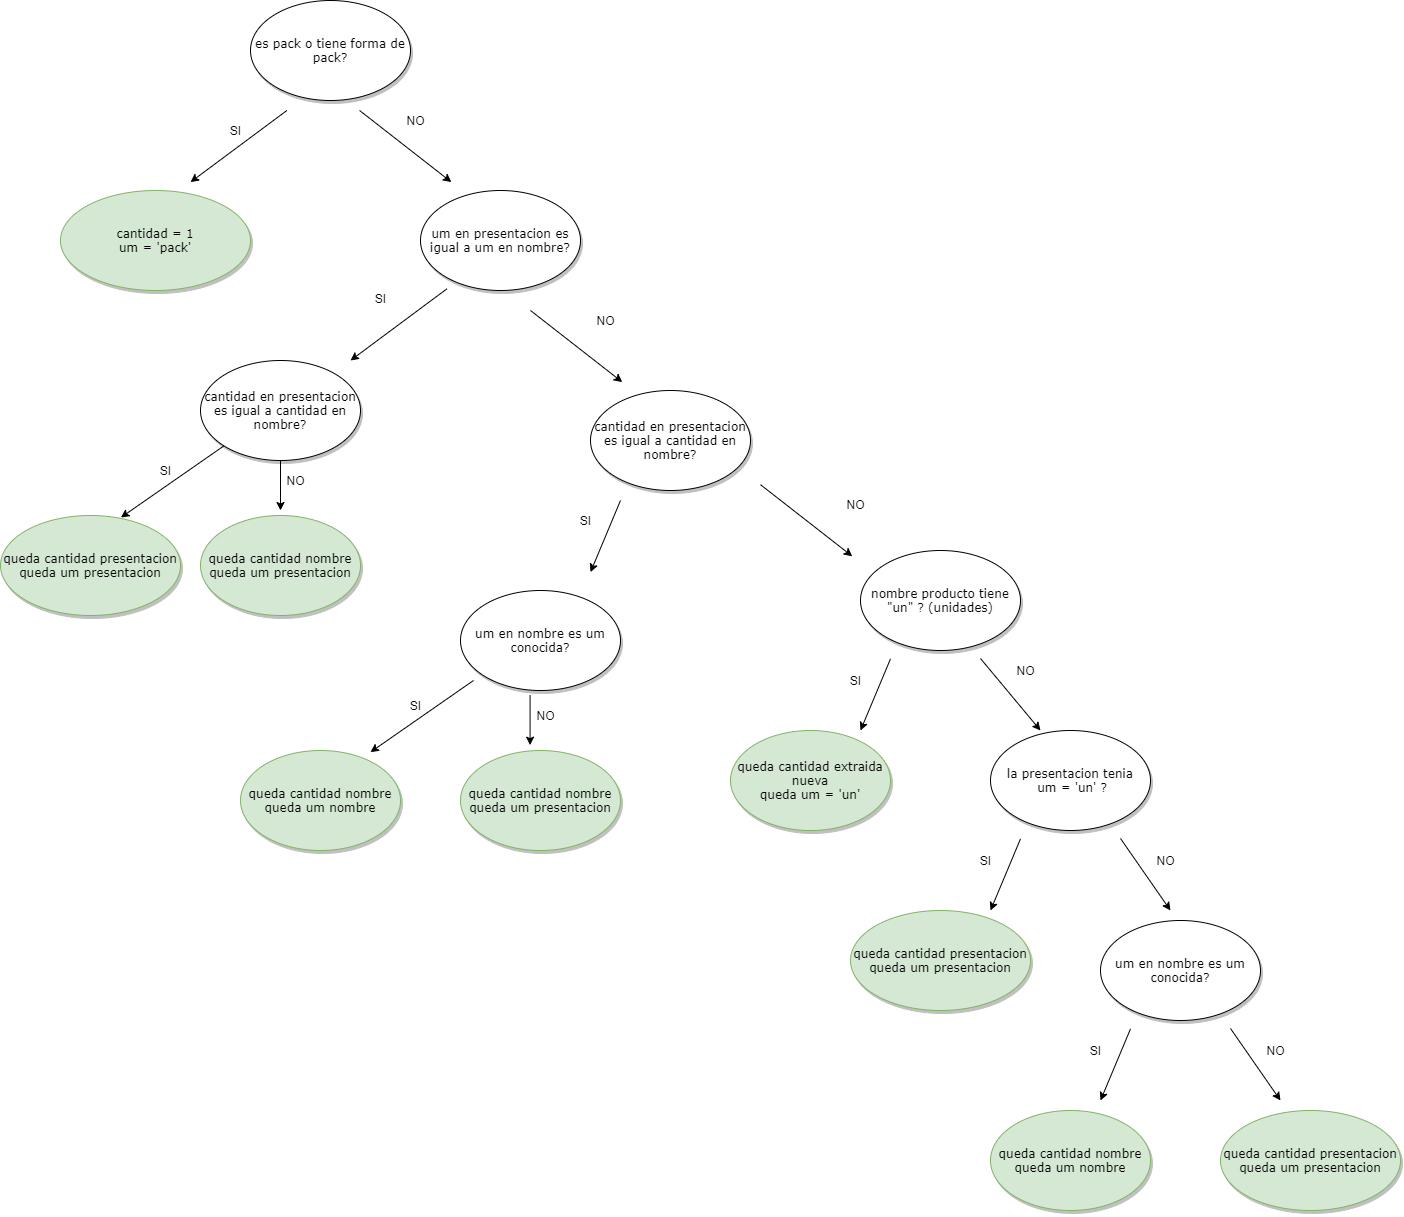 es pack o tiene forma de
pack?
SI
NO
cantidad = 1
um = 'pack'
um en presentacion es
igual a um en nombre?
SI
NO
cantidad en presentacion
es igual a cantidad en
nombre?
cantidad en presentacion
es igual a cantidad en
nombre?
SI
NO
SI
NO
queda cantidad presentacion
queda um presentacion
queda cantidad nombre
queda um presentacion
um en nombre es um
conocida?
nombre producto tiene
"un" ? (unidades)
SI
NO
SI
NO
queda cantidad nombre
queda um nombre
queda cantidad nombre
queda um presentacion
queda cantidad extraida
nueva
queda um = 'un'
la presentacion tenia
um = 'un' ?
SI
NO
queda cantidad presentacion
queda um presentacion
um en nombre es um
conocida?
SI
NO
queda cantidad nombre
queda um nombre
queda cantidad presentacion
queda um presentacion